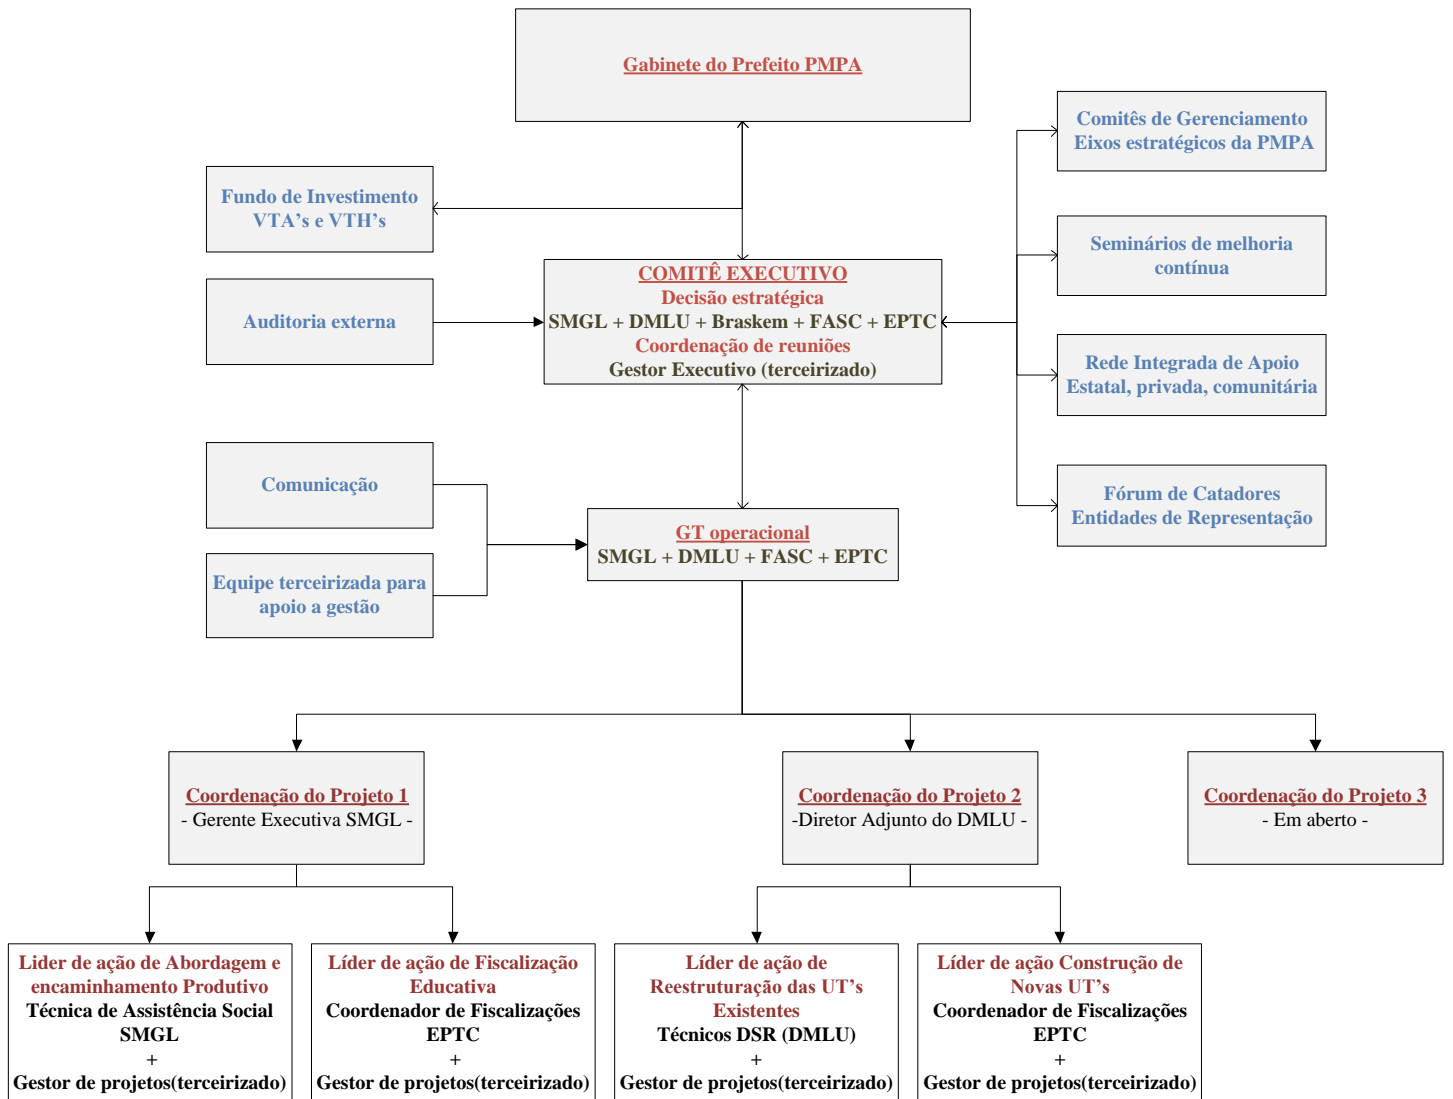 Gabinete do Prefeito PMPA
Comitês de Gerenciamento
Eixos estratégicos da PMPA
Fundo de Investimento
VTA's e VTH's
Seminários de melhoria
contínua
COMITÊ EXECUTIVO
Decisão estratégica
SMGL + DMLU + Braskem + FASC + EPTC
Coordenação de reuniões
Gestor Executivo (terceirizado)
Auditoria externa
Rede Integrada de Apoio
Estatal, privada, comunitária
Comunicação
Fórum de Catadores
Entidades de Representação
GT operacional
SMGL + DMLU + FASC + EPTC
Equipe terceirizada para
apoio a gestão
Coordenação do Projeto 1
- Gerente Executiva SMGL -
Coordenação do Projeto 2
-Diretor Adjunto do DMLU -
Coordenação do Projeto 3
- Em aberto -
Lider de ação de Abordagem e
encaminhamento Produtivo
Técnica de Assistência Social
SMGL
+
Gestor de projetos(terceirizado)
Líder de ação de Fiscalização
Educativa
Coordenador de Fiscalizações
EPTC
+
Gestor de projetos(terceirizado)
Líder de ação de
Reestruturação das UT's
Existentes
Técnicos DSR (DMLU)
+
Gestor de projetos(terceirizado)
Líder de ação Construção de
Novas UT's
Coordenador de Fiscalizações
EPTC
+
Gestor de projetos(terceirizado)